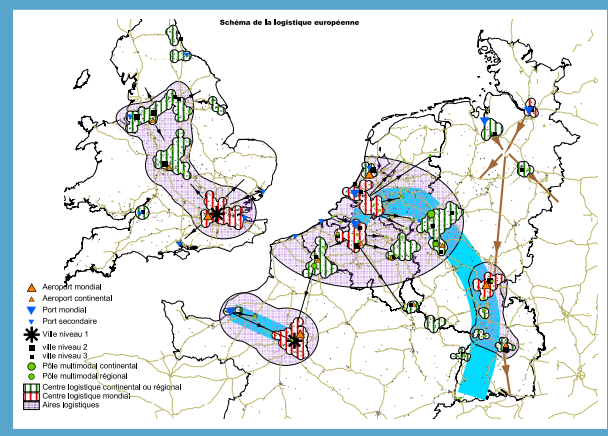 Schéma de la logistique européenne
Aeroport mondial
Aeroport continental
Port mondial
Port secondaire
Ville niveau 1
ville niveau 2
ville niveau 3
Pôle multimodal continental
Pôle multimodal régional
Centre logistique continental ou régional
Centre logistique mondial
Aires logistiques